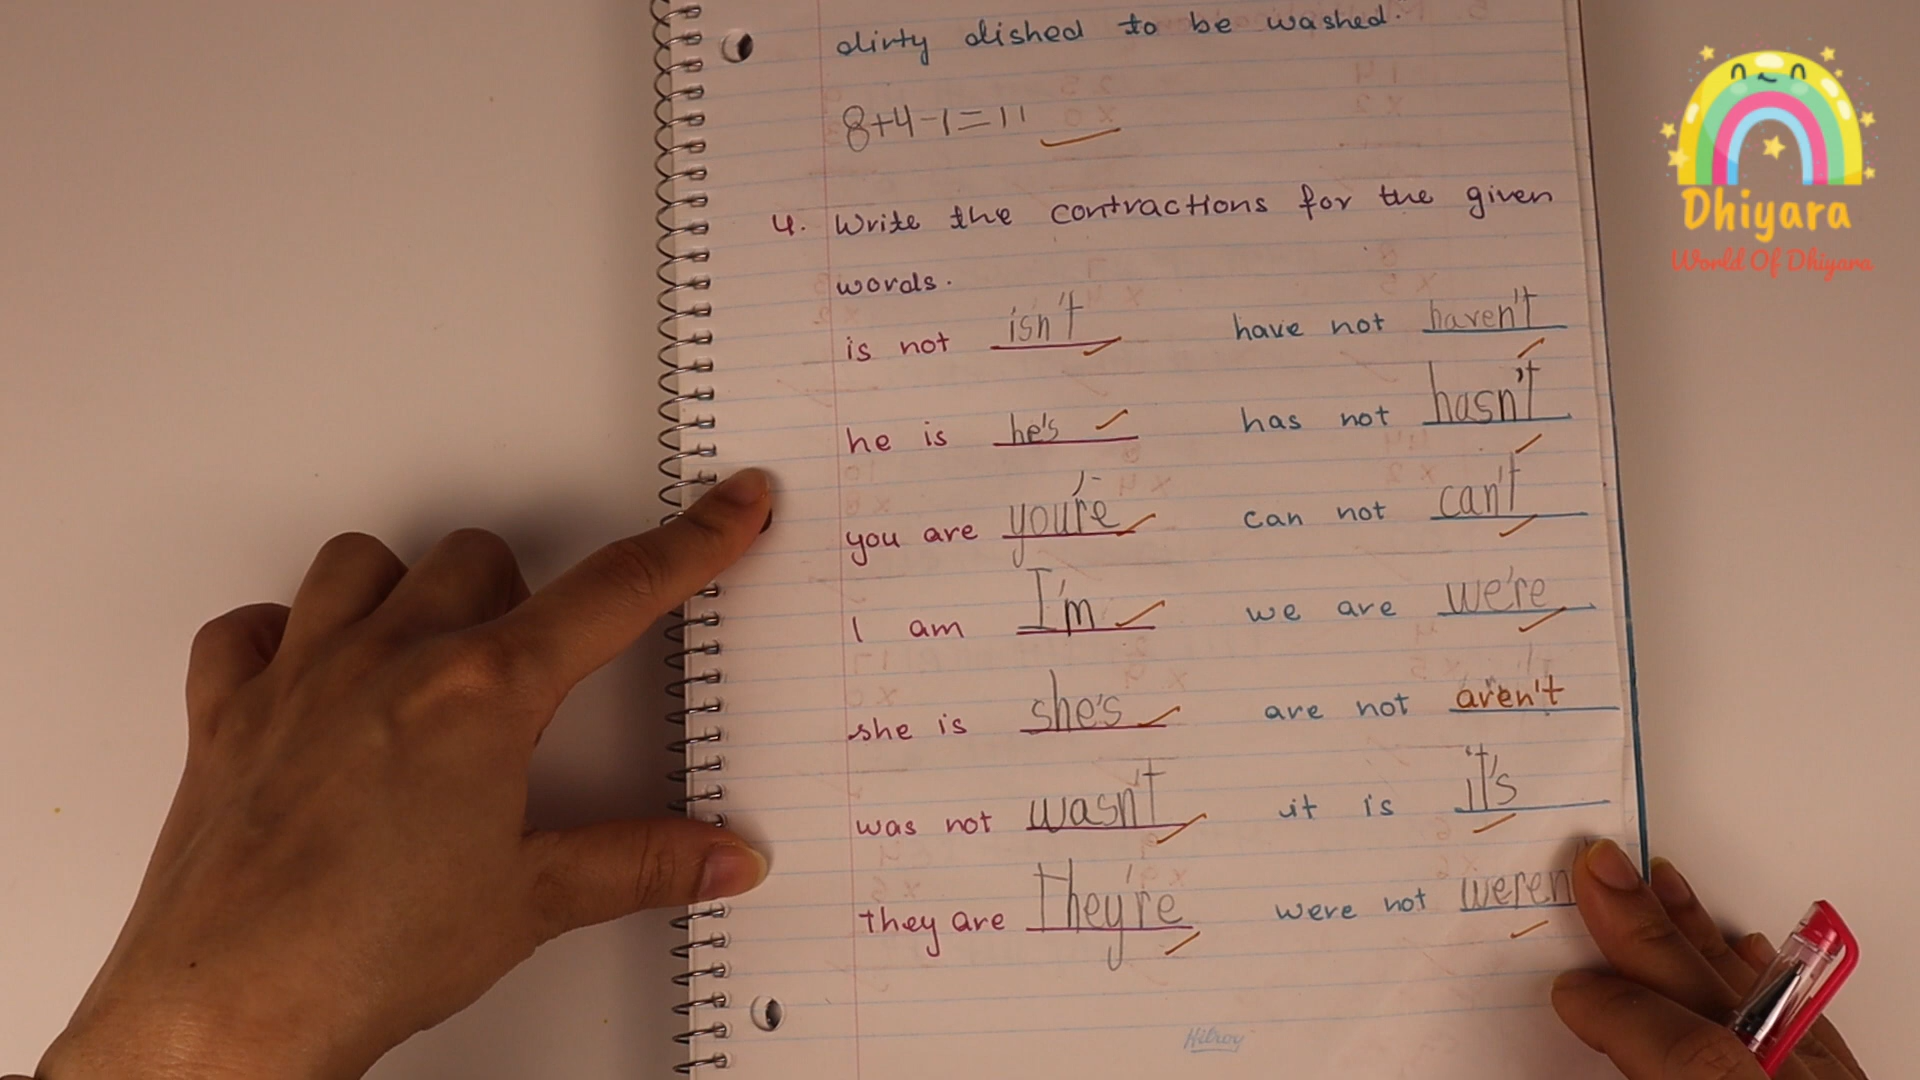 dirty dished to be washed.
8+4-1=11
4. Write the contractions for the given
words.
is not isn't have not haven't
he is he's has not hasn't
you are you're can not can't
I am I'm we are we're
she is she's are not aren't
was not wasn't it is it's
they are they're were not weren
Hilroy
Dhiyara
World Of Dhiyara